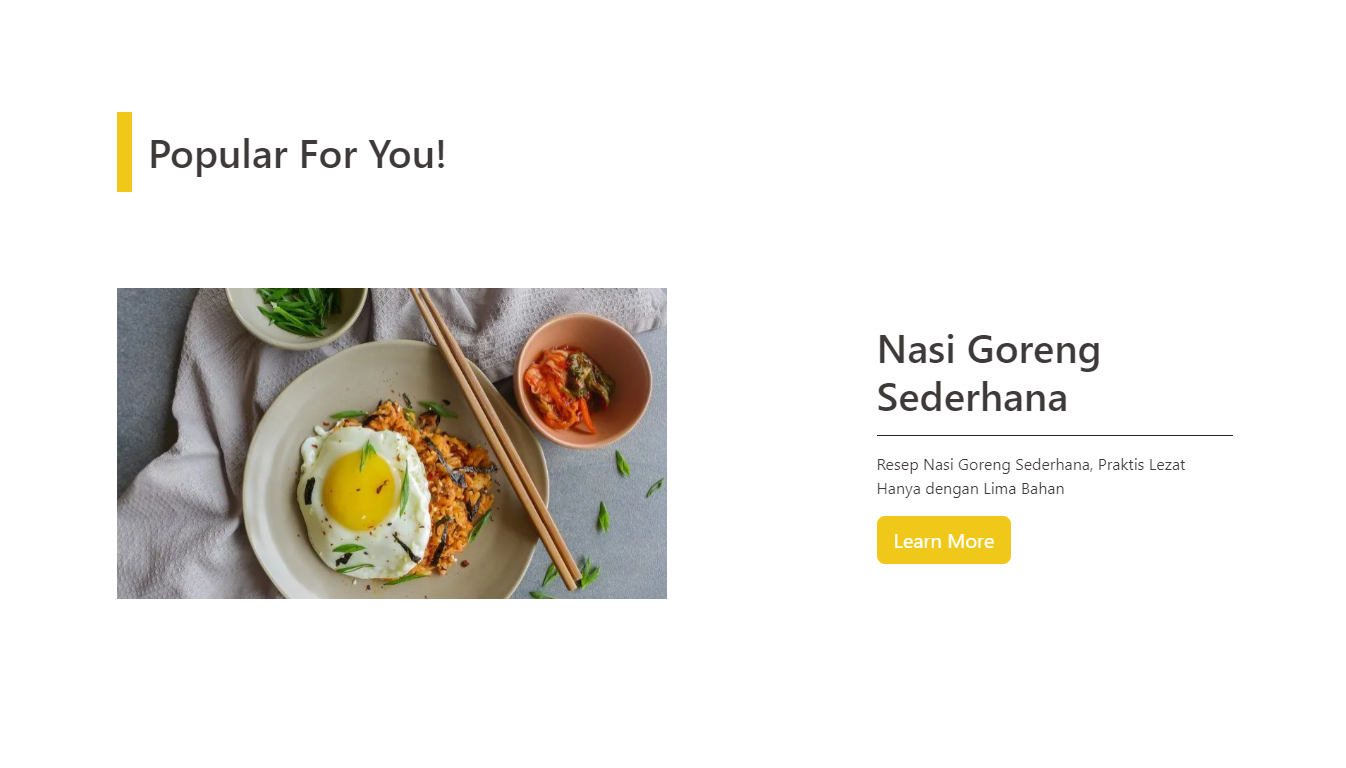 Popular For You!
Nasi Goreng
Sederhana
Resep Nasi Goreng Sederhana, Praktis Lezat
Hanya dengan Lima Bahan
Learn More